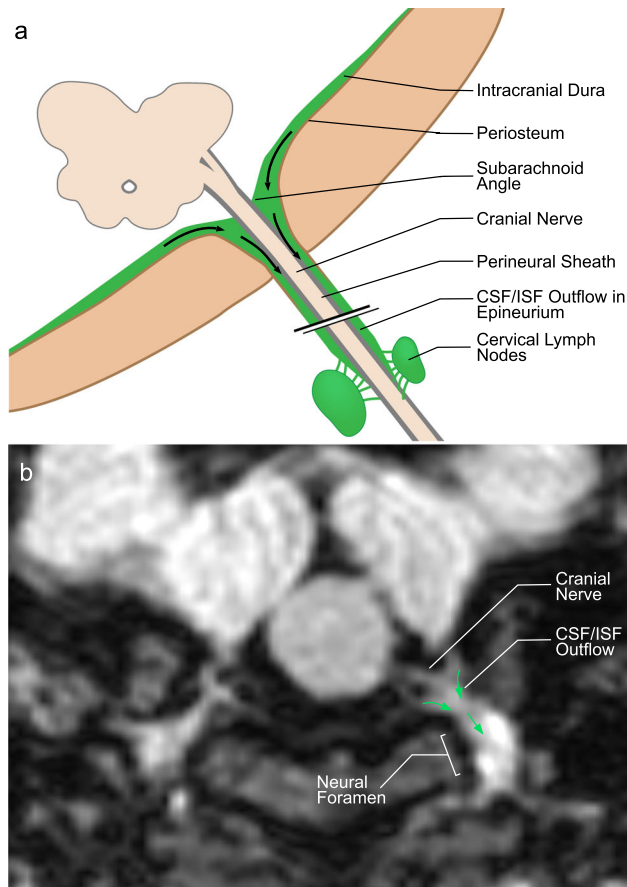 a
Intracranial Dura
Periosteum
Subarachnoid
Angle
Cranial Nerve
Perineural Sheath
CSF/ISF Outflow in
Epineurium
Cervical Lymph
Nodes
b
Cranial
Nerve
CSF/ISF
Outflow
Neural
Foramen